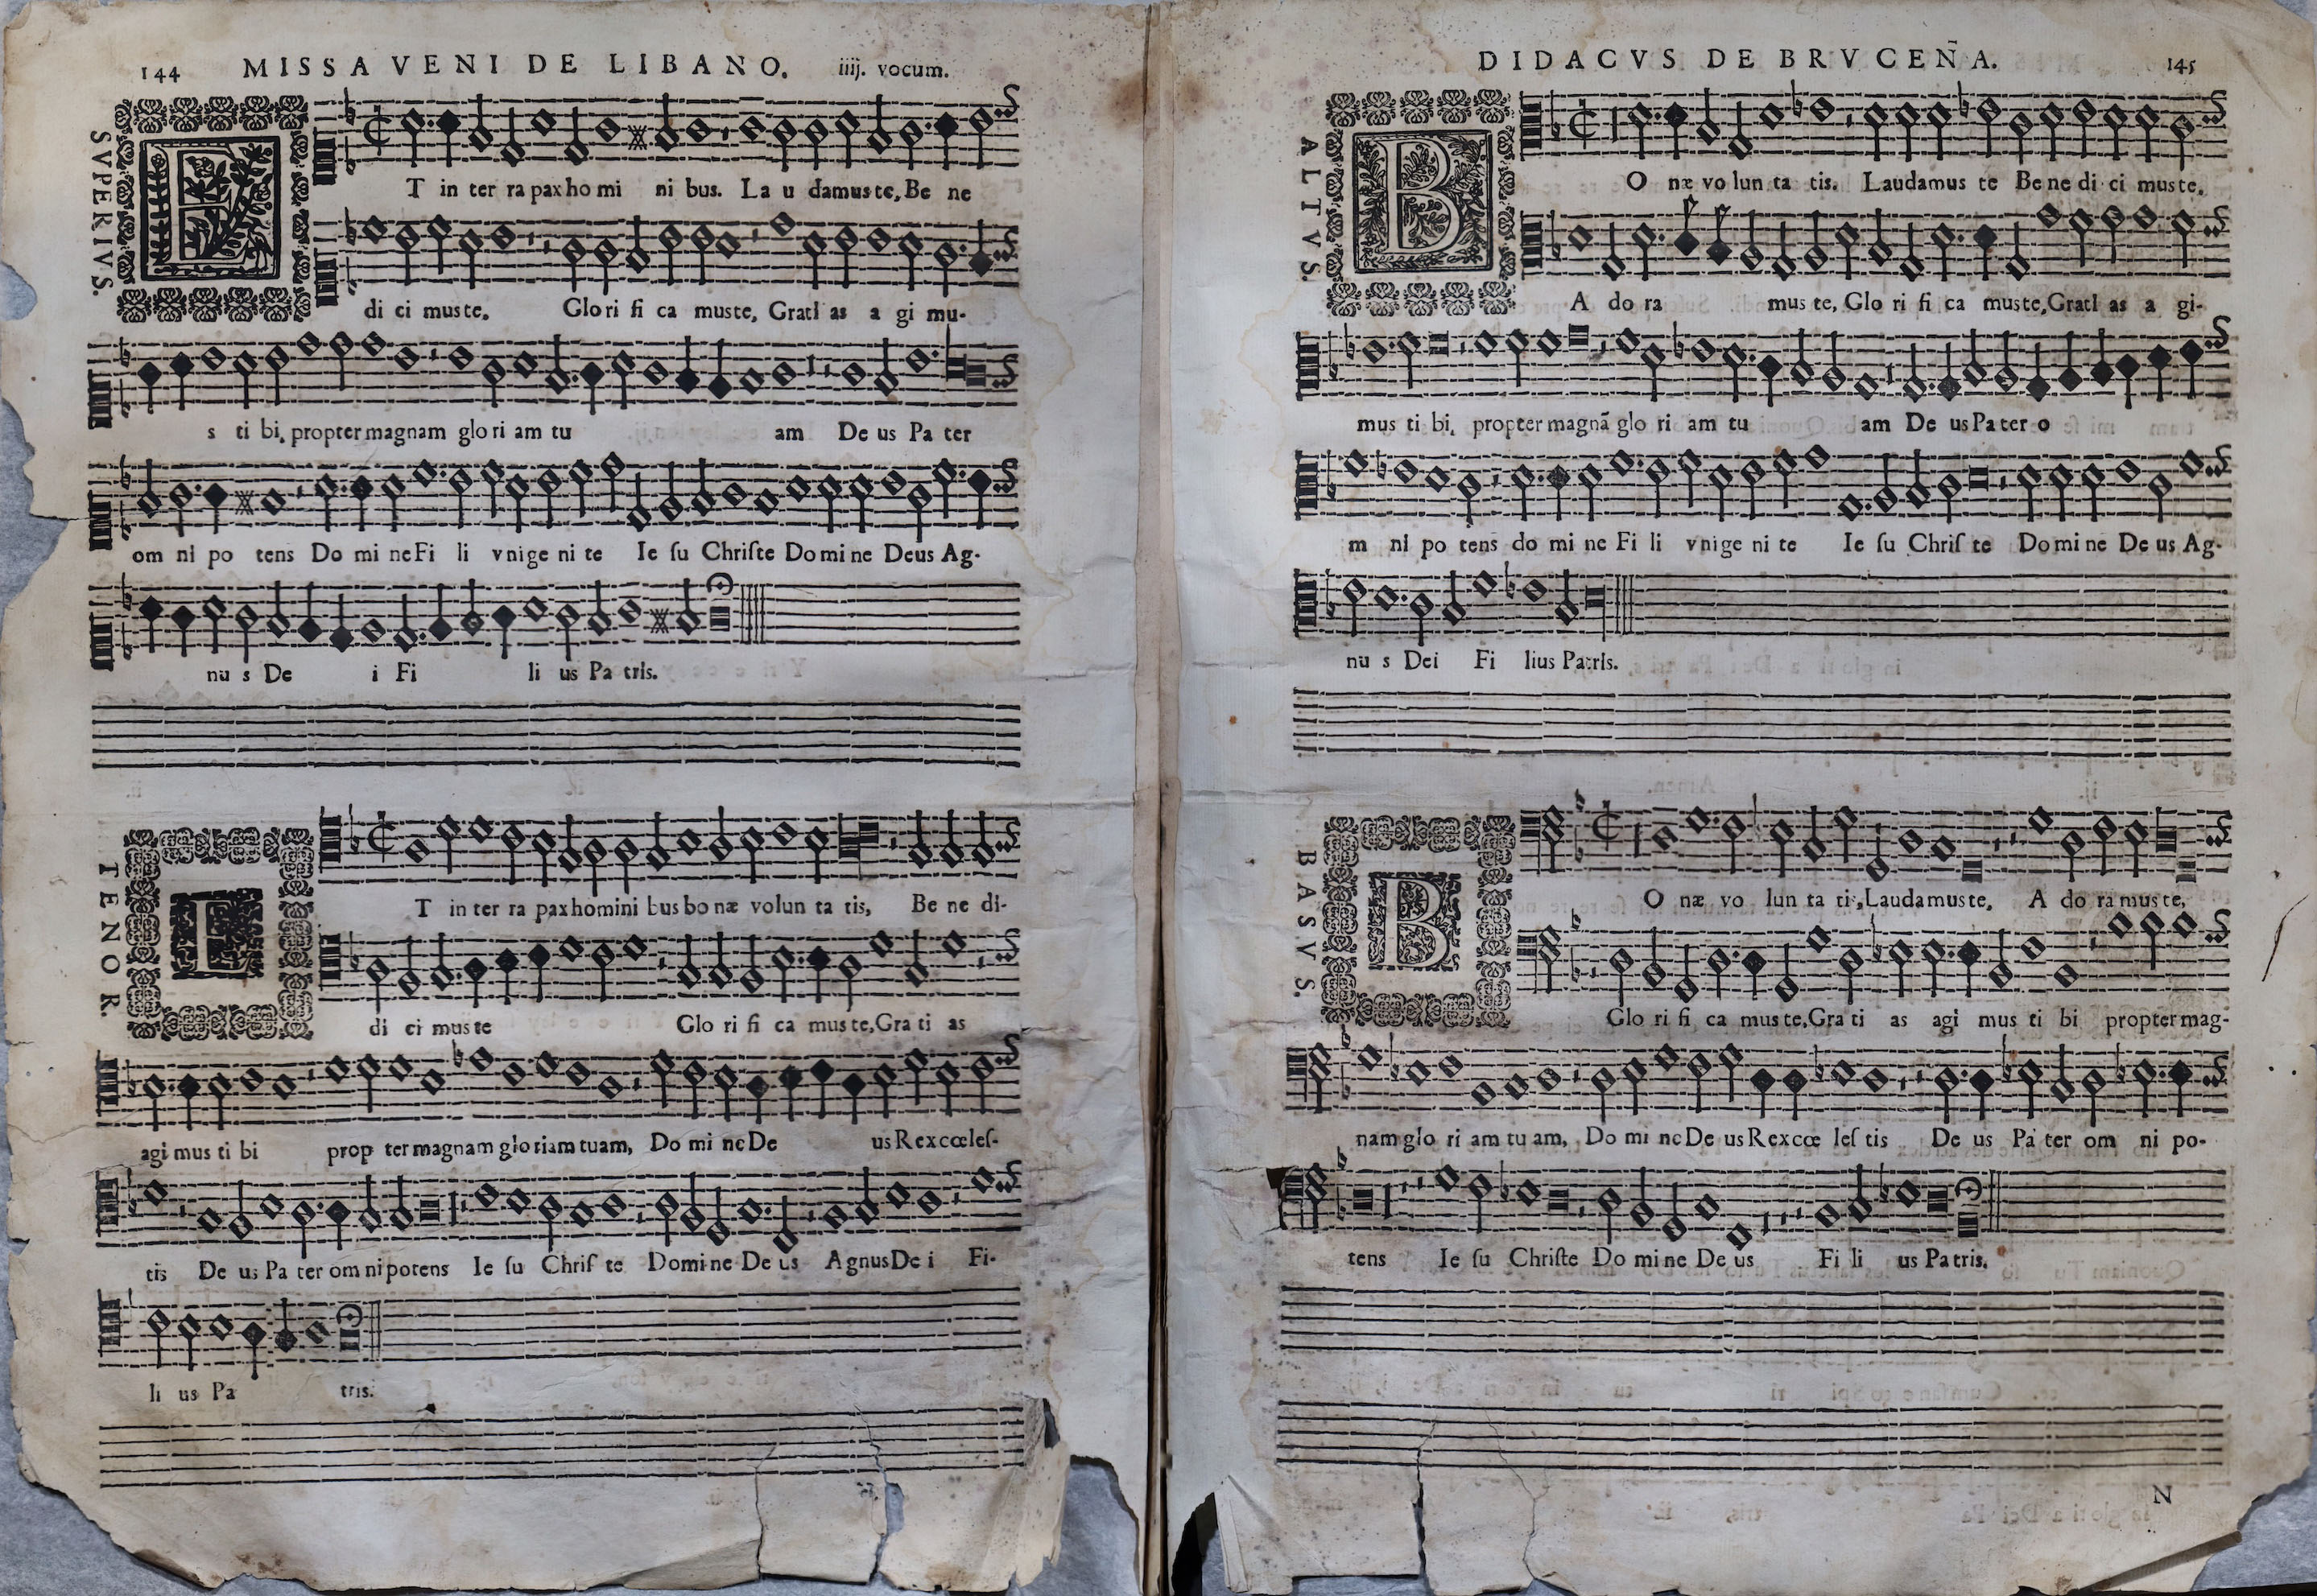 144 MISSA VENI DE LIBANO. iiij. vocum.
SVPERIVS.
E
T in ter ra pax ho mi ni bus. La u damus te, Be ne
di ci mus te. Glo ri fi ca mus te, Grati as a gi mu-
s ti bi, propter magnam glo ri am tu am De us Pa ter
om ni po tens Do mi ne Fi li vnige ni te Ie ſu Chriſte Do mi ne Deus Ag-
nu s De i Fi li us Pa tris.
TENOR.
E
T in ter ra pax homini bus bo næ volun ta tis, Be ne di-
di ci mus te Glo ri fi ca mus te, Gra ti as
agi mus ti bi prop ter magnam gloriam tuam, Do mi ne De us Rex cœleſ-
tis De us Pa ter om nipotens Ie ſu Chriſ te Domi-ne De us Agnus De i Fi-
li us Pa tris.
DIDACVS DE BRVCEÑA. 145
ALTVS.
B
O næ vo lun ta tis. Laudamus te Be ne di ci mus te.
A do ra mus te, Glo ri fi ca mus te, Grati as a gi-
mus ti bi, propter magnã glo ri am tu am De us Pa ter o
m ni po tens do mi ne Fi li vnige ni te Ie ſu Chriſ te Do mi ne De us Ag-
nu s Dei Fi lius Patris.
BASVS.
B
O næ vo lun ta tis, Laudamus te, A do ra mus te,
Glo ri fi ca mus te, Gra ti as agi mus ti bi propter mag-
nam glo ri am tu am, Do mi ne De us Rex cœ leſ tis De us Pa ter om ni po-
tens Ie ſu Chriſte Do mi ne De us Fi li us Pa tris.
N